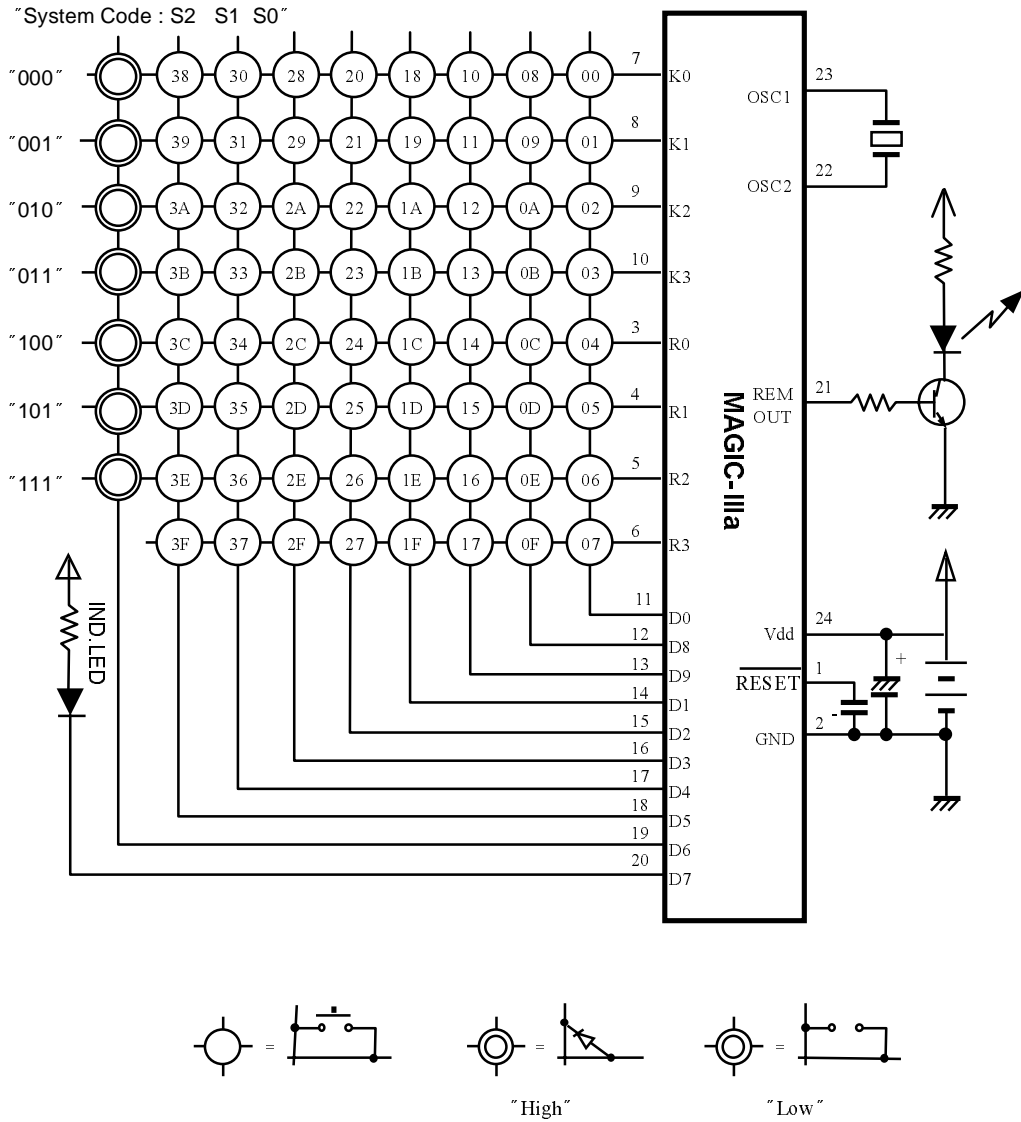 "System Code : S2 S1 S0"
"000" 38 30 28 20 18 10 08 00 7 K0
"001" 39 31 29 21 19 11 09 01 8 K1
"010" 3A 32 2A 22 1A 12 0A 02 9 K2
"011" 3B 33 2B 23 1B 13 0B 03 10 K3
"100" 3C 34 2C 24 1C 14 0C 04 3 R0
"101" 3D 35 2D 25 1D 15 0D 05 4 R1
"111" 3E 36 2E 26 1E 16 0E 06 5 R2
3F 37 2F 27 1F 17 0F 07 6 R3
11 D0
12 D8
13 D9
14 D1
15 D2
16 D3
17 D4
18 D5
19 D6
20 D7
IND.LED
MAGIC-IIIa
OSC1 23
OSC2 22
REM 21
OUT
Vdd 24
+
RESET 1
-
GND 2
= = =
"High" "Low"